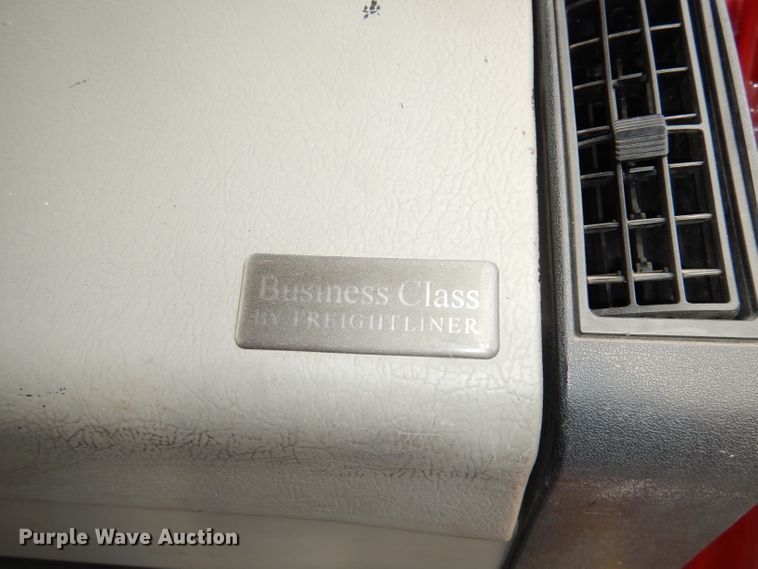 Business Class
BY FREIGHTLINER
Purple Wave Auction